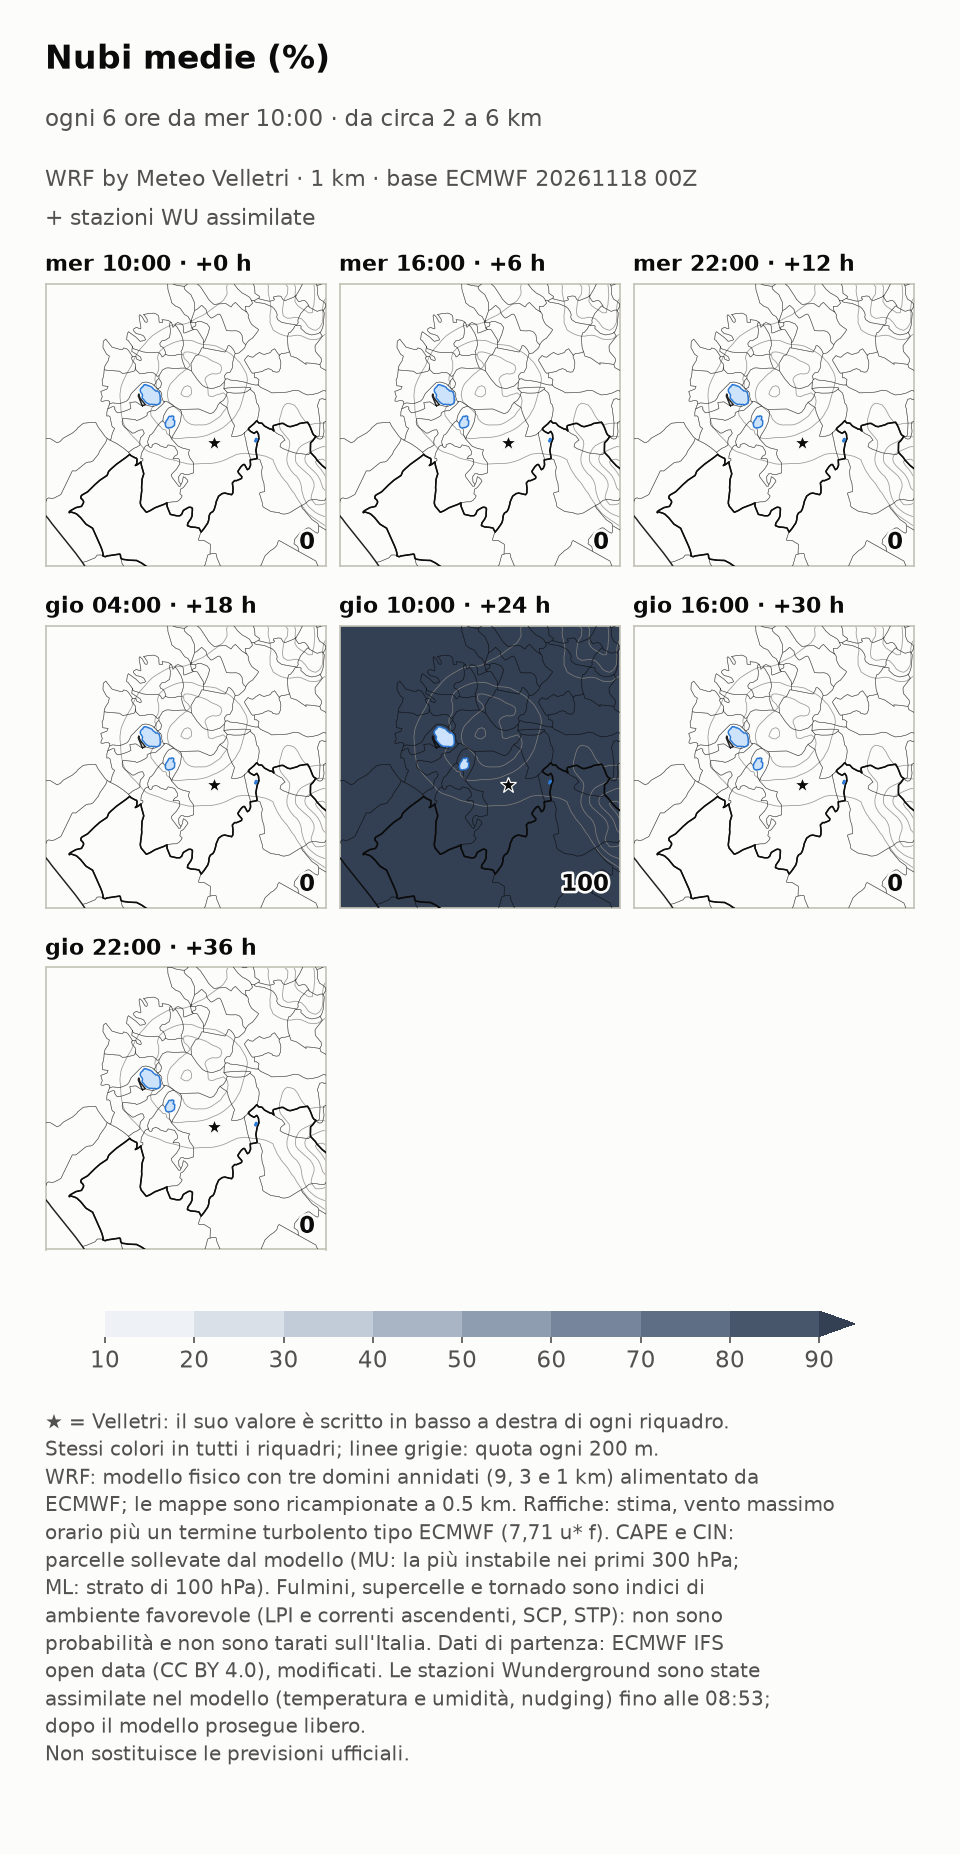 Nubi medie (%)
ogni 6 ore da mer 10:00 · da circa 2 a 6 km
WRF by Meteo Velletri · 1 km · base ECMWF 20261118 00Z
+ stazioni WU assimilate
mer 10:00 · +0 h
mer 16:00 · +6 h
mer 22:00 · +12 h
0
0
0
gio 04:00 · +18 h
gio 10:00 · +24 h
gio 16:00 · +30 h
0
100
0
gio 22:00 · +36 h
0
10 20 30 40 50 60 70 80 90
★ = Velletri: il suo valore è scritto in basso a destra di ogni riquadro.
Stessi colori in tutti i riquadri; linee grigie: quota ogni 200 m.
WRF: modello fisico con tre domini annidati (9, 3 e 1 km) alimentato da
ECMWF; le mappe sono ricampionate a 0.5 km. Raffiche: stima, vento massimo
orario più un termine turbolento tipo ECMWF (7,71 u* f). CAPE e CIN:
parcelle sollevate dal modello (MU: la più instabile nei primi 300 hPa;
ML: strato di 100 hPa). Fulmini, supercelle e tornado sono indici di
ambiente favorevole (LPI e correnti ascendenti, SCP, STP): non sono
probabilità e non sono tarati sull'Italia. Dati di partenza: ECMWF IFS
open data (CC BY 4.0), modificati. Le stazioni Wunderground sono state
assimilate nel modello (temperatura e umidità, nudging) fino alle 08:53;
dopo il modello prosegue libero.
Non sostituisce le previsioni ufficiali.